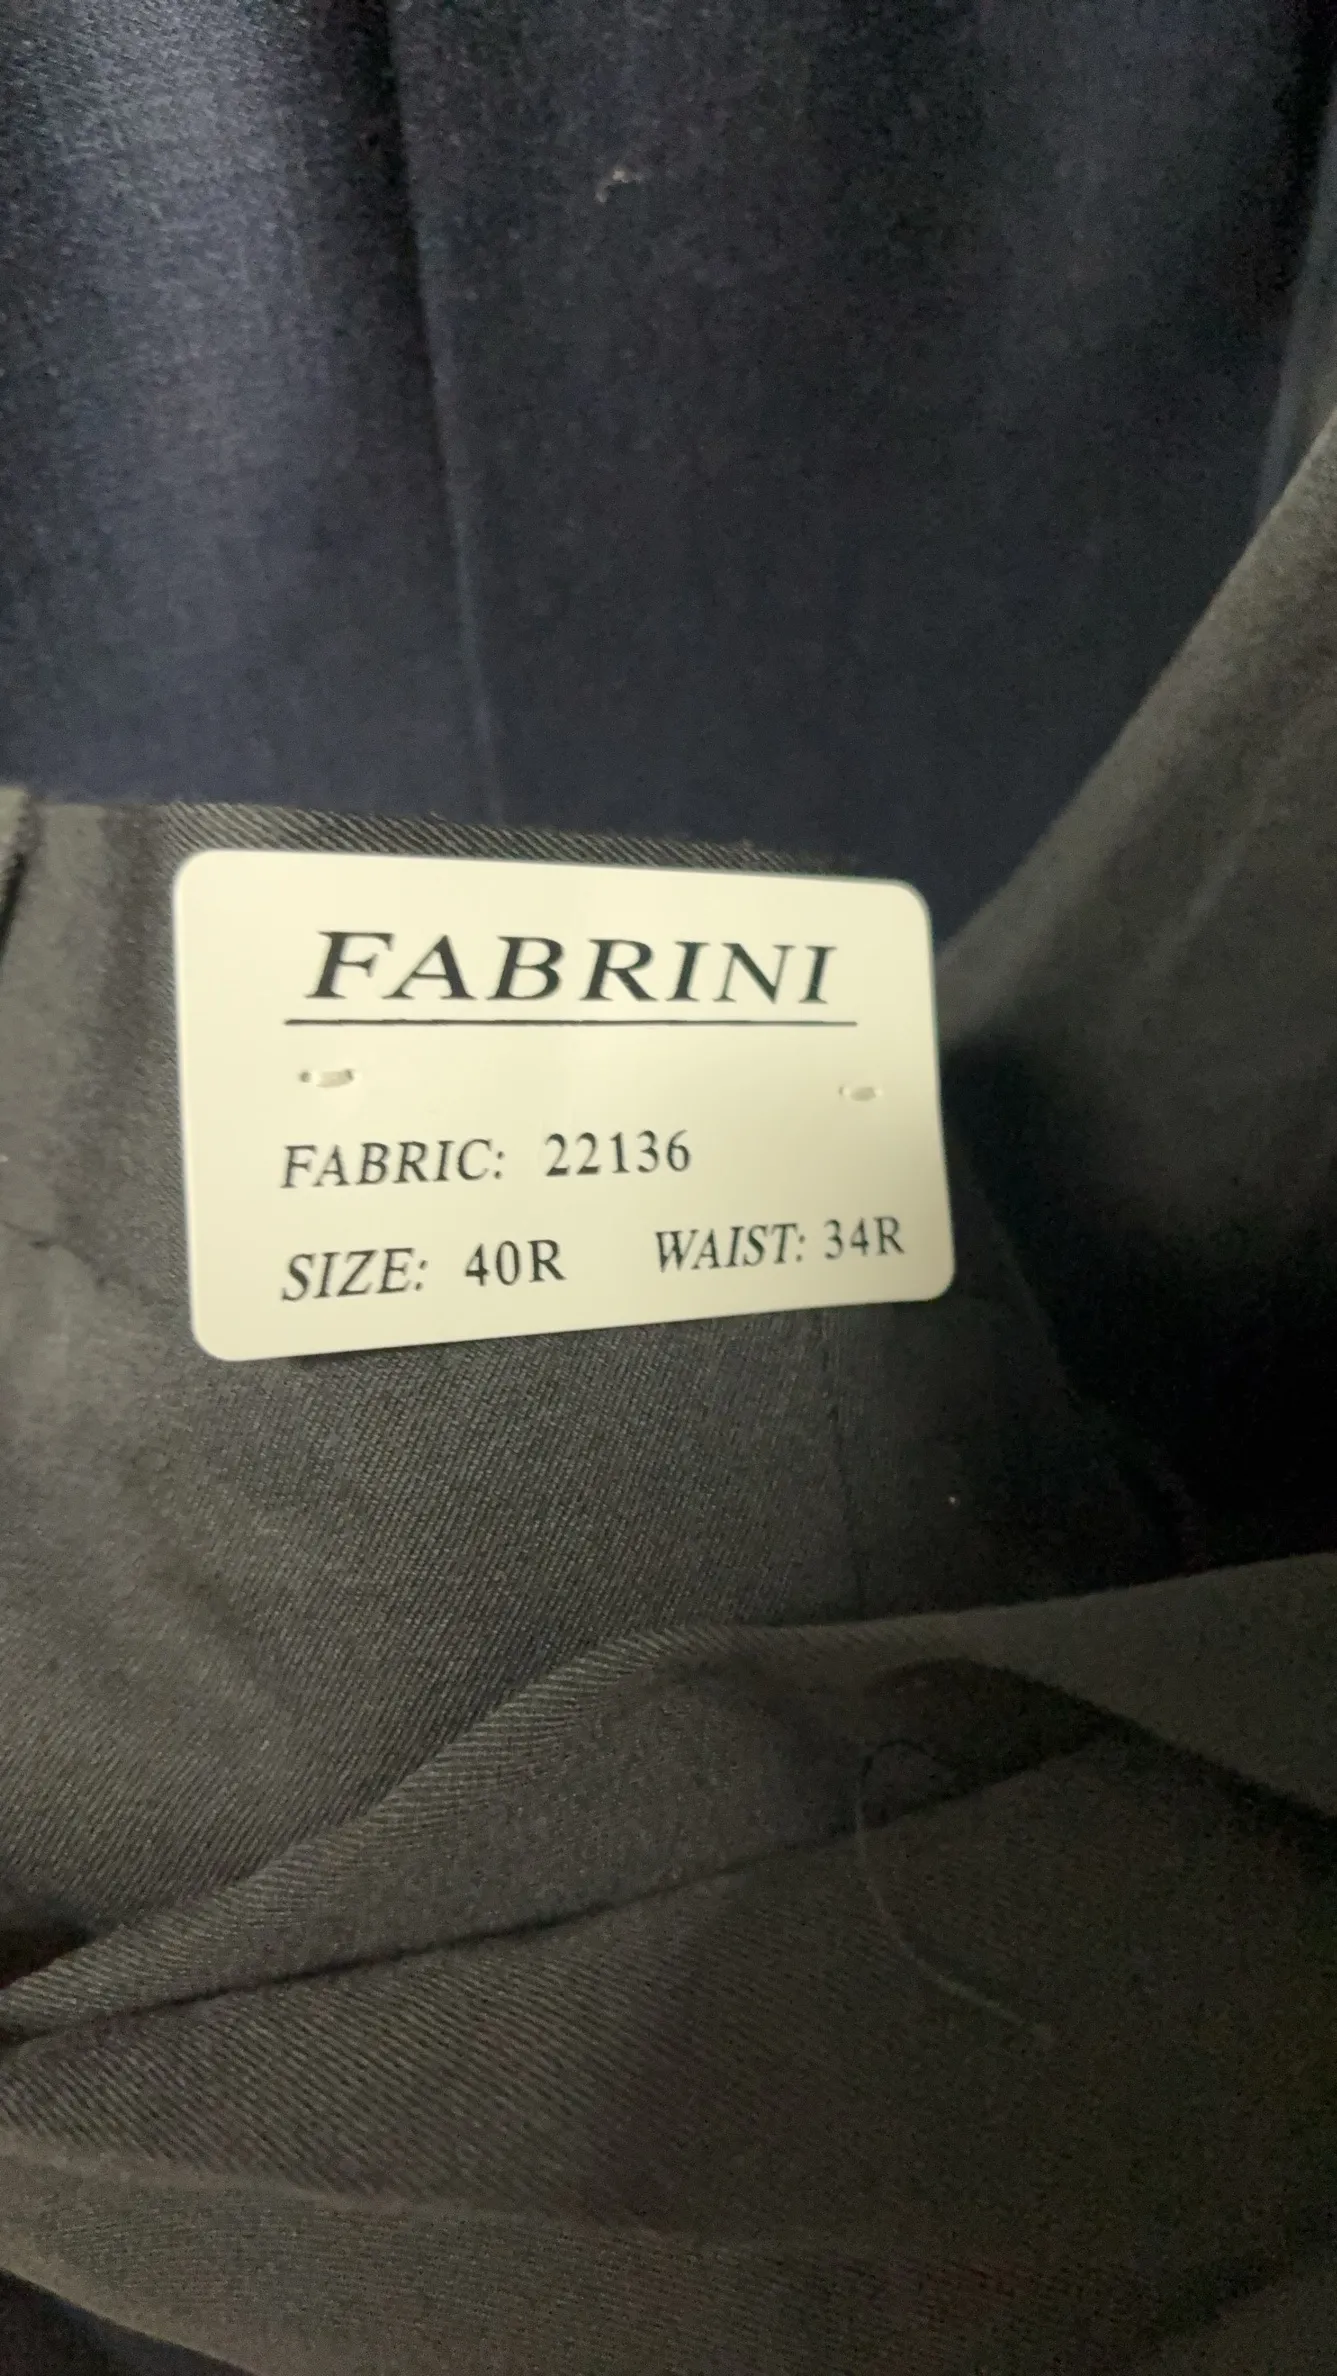 FABRINI
FABRIC: 22136
SIZE: 40R WAIST: 34R